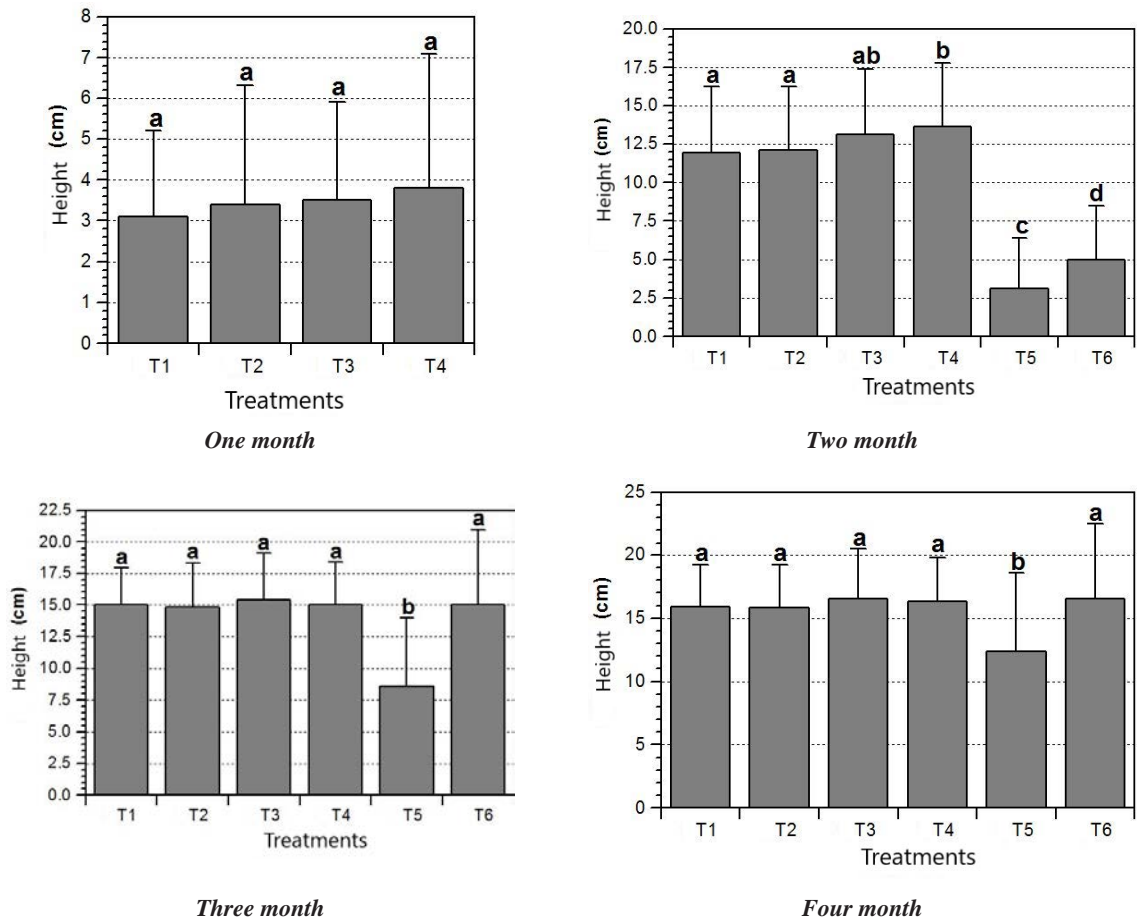 8
7
6
5
4
3
2
1
0
Height (cm)
a
a
a
a
T1 T2 T3 T4
Treatments
One month
20.0
17.5
15.0
12.5
10.0
7.5
5.0
2.5
0.0
Height (cm)
a a ab b
c
d
T1 T2 T3 T4 T5 T6
Treatments
Two month
22.5
20.0
17.5
15.0
12.5
10.0
7.5
5.0
2.5
0.0
Height (cm)
a a a a b a
T1 T2 T3 T4 T5 T6
Treatments
Three month
25
20
15
10
5
0
Height (cm)
a a a a b a
T1 T2 T3 T4 T5 T6
Treatments
Four month